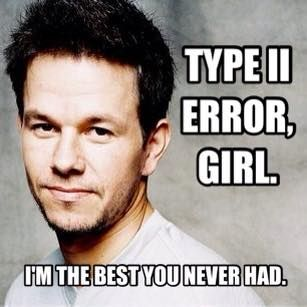 TYPE II
ERROR,
GIRL.
I'M THE BEST YOU NEVER HAD.